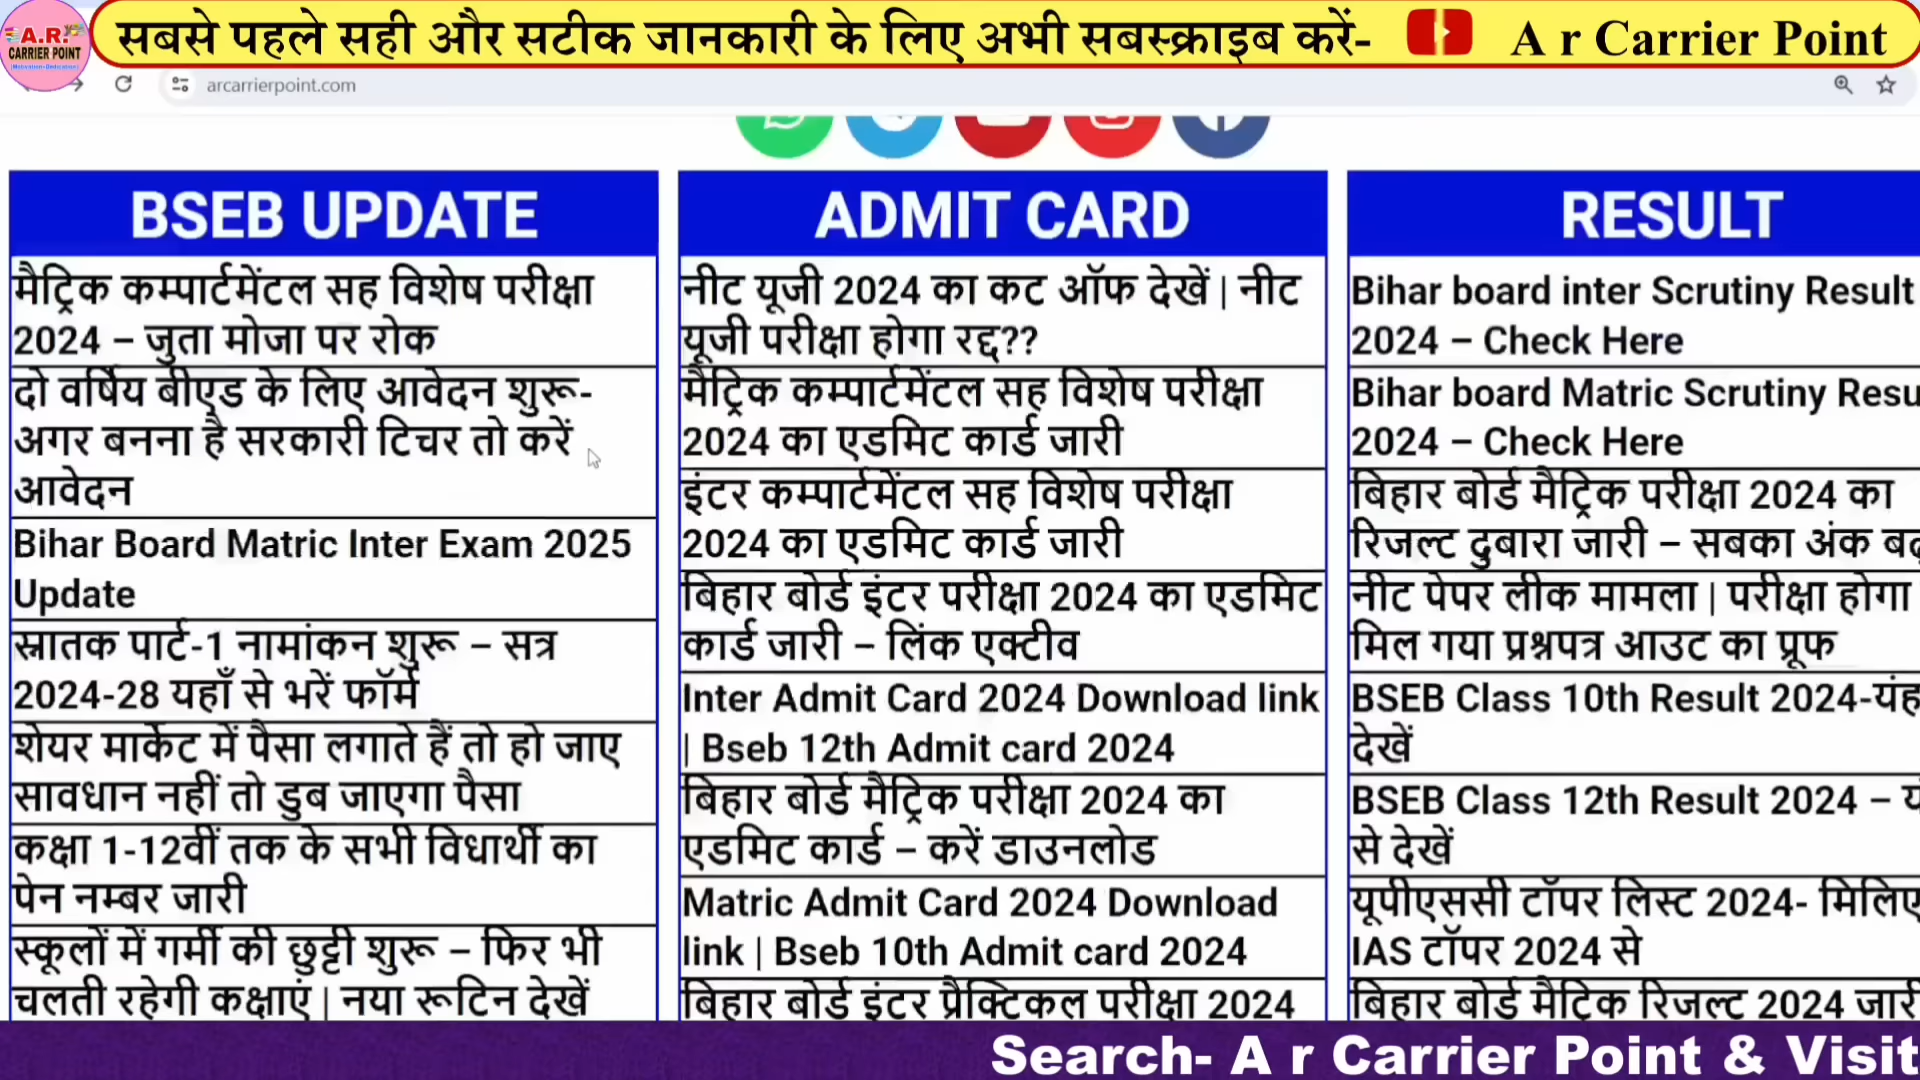 A.R.
CARRIER POINT
सबसे पहले सही और सटीक जानकारी के लिए अभी सबस्क्राइब करें-
A r Carrier Point
arcarrierpoint.com
BSEB UPDATE
मैट्रिक कम्पार्टमेंटल सह विशेष परीक्षा
2024 – जुता मोजा पर रोक
दो वर्षिय बीएड के लिए आवेदन शुरू-
अगर बनना है सरकारी टिचर तो करें
आवेदन
Bihar Board Matric Inter Exam 2025
Update
स्नातक पार्ट-1 नामांकन शुरू – सत्र
2024-28 यहाँ से भरें फॉर्म
शेयर मार्केट में पैसा लगाते हैं तो हो जाए
सावधान नहीं तो डुब जाएगा पैसा
कक्षा 1-12वीं तक के सभी विधार्थी का
पेन नम्बर जारी
स्कूलों में गर्मी की छुट्टी शुरू – फिर भी
चलती रहेगी कक्षाएं | नया रूटिन देखें
ADMIT CARD
नीट यूजी 2024 का कट ऑफ देखें | नीट
यूजी परीक्षा होगा रद्द??
मैट्रिक कम्पार्टमेंटल सह विशेष परीक्षा
2024 का एडमिट कार्ड जारी
इंटर कम्पार्टमेंटल सह विशेष परीक्षा
2024 का एडमिट कार्ड जारी
बिहार बोर्ड इंटर परीक्षा 2024 का एडमिट
कार्ड जारी – लिंक एक्टीव
Inter Admit Card 2024 Download link
| Bseb 12th Admit card 2024
बिहार बोर्ड मैट्रिक परीक्षा 2024 का
एडमिट कार्ड – करें डाउनलोड
Matric Admit Card 2024 Download
link | Bseb 10th Admit card 2024
बिहार बोर्ड इंटर प्रैक्टिकल परीक्षा 2024
RESULT
Bihar board inter Scrutiny Result
2024 – Check Here
Bihar board Matric Scrutiny Resu
2024 – Check Here
बिहार बोर्ड मैट्रिक परीक्षा 2024 का
रिजल्ट दुबारा जारी – सबका अंक
नीट पेपर लीक मामला | परीक्षा होगा
मिल गया प्रश्नपत्र आउट का प्रूफ
BSEB Class 10th Result 2024-यंह
देखें
BSEB Class 12th Result 2024 –
से देखें
यूपीएससी टॉपर लिस्ट 2024- मिलिए
IAS टॉपर 2024 से
बिहार बोर्ड मैट्रिक रिजल्ट 2024 जारी
Search- A r Carrier Point & Visit